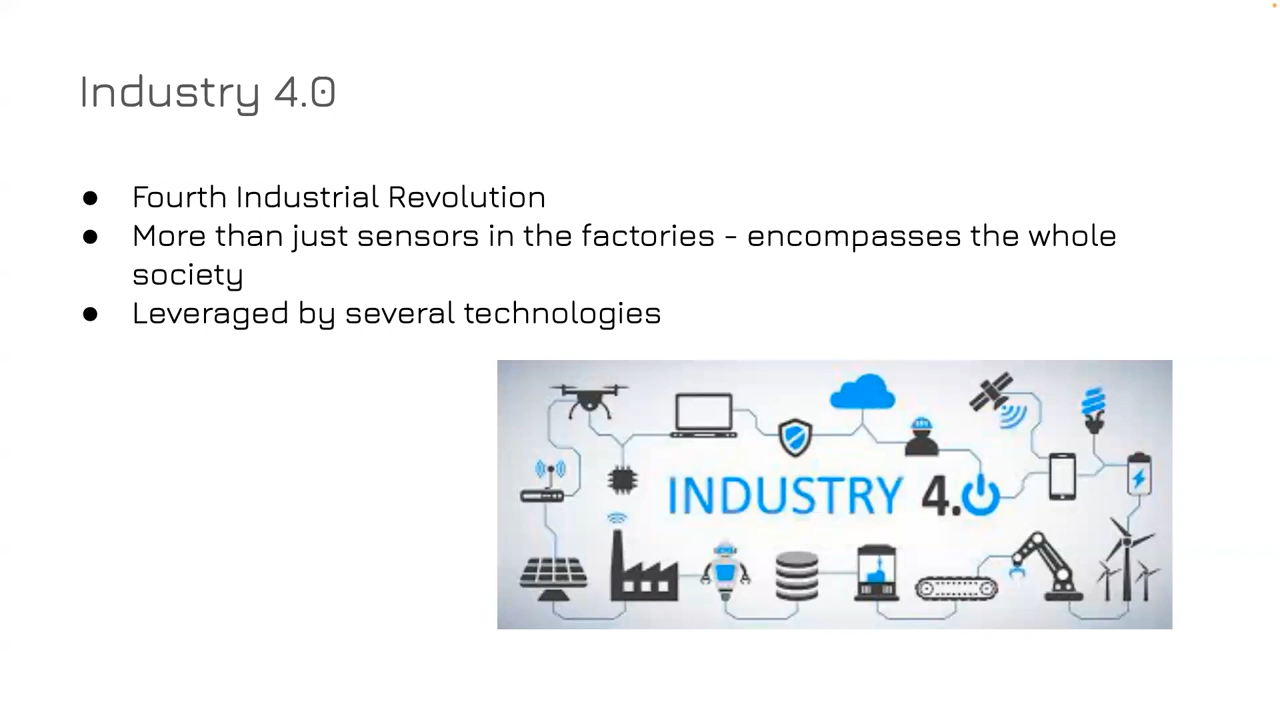 Industry 4.0
● Fourth Industrial Revolution
● More than just sensors in the factories - encompasses the whole
society
● Leveraged by several technologies
INDUSTRY 4.0